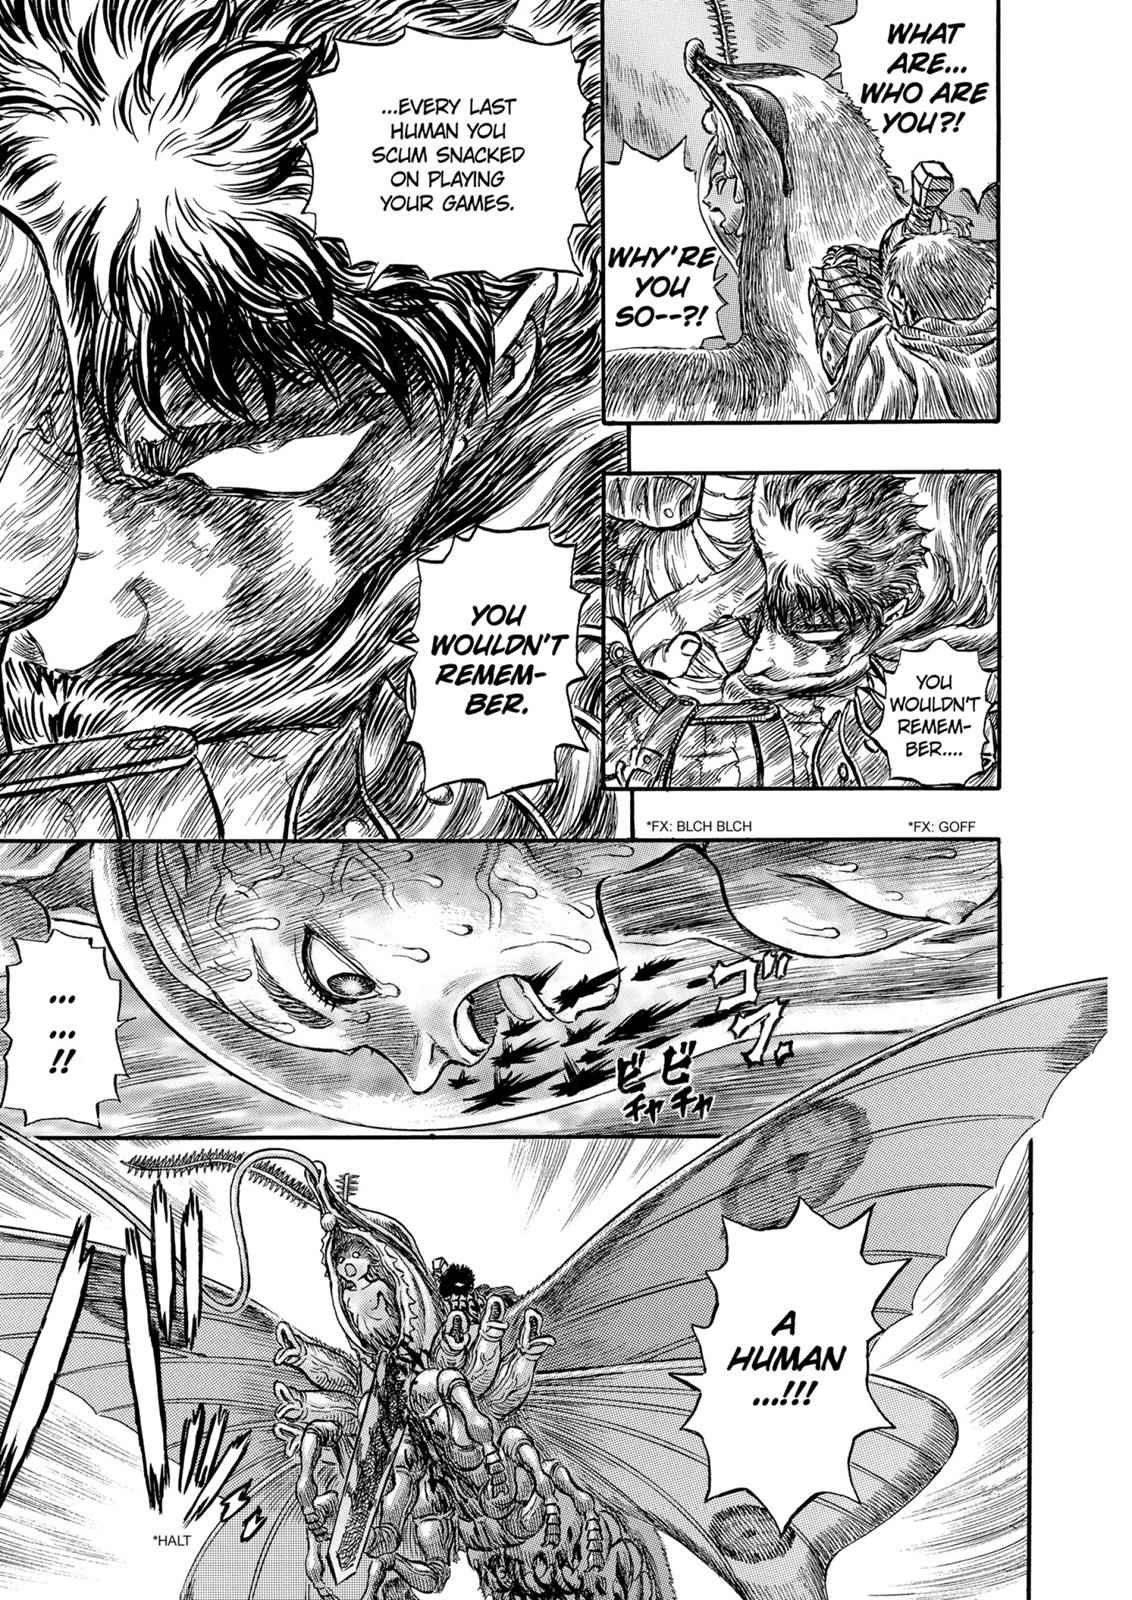 WHAT
ARE...
WHO ARE
YOU?!
WHY'RE
YOU
SO--?!
YOU
WOULDN'T
REMEM-
BER....
...EVERY LAST
HUMAN YOU
SCUM SNACKED
ON PLAYING
YOUR GAMES.
YOU
WOULDN'T
REMEM-
BER.
*FX: BLCH BLCH
*FX: GOFF
ゴフ
ビチャ
ビチャ
...
...
!!
A
HUMAN
...!!!
*HALT